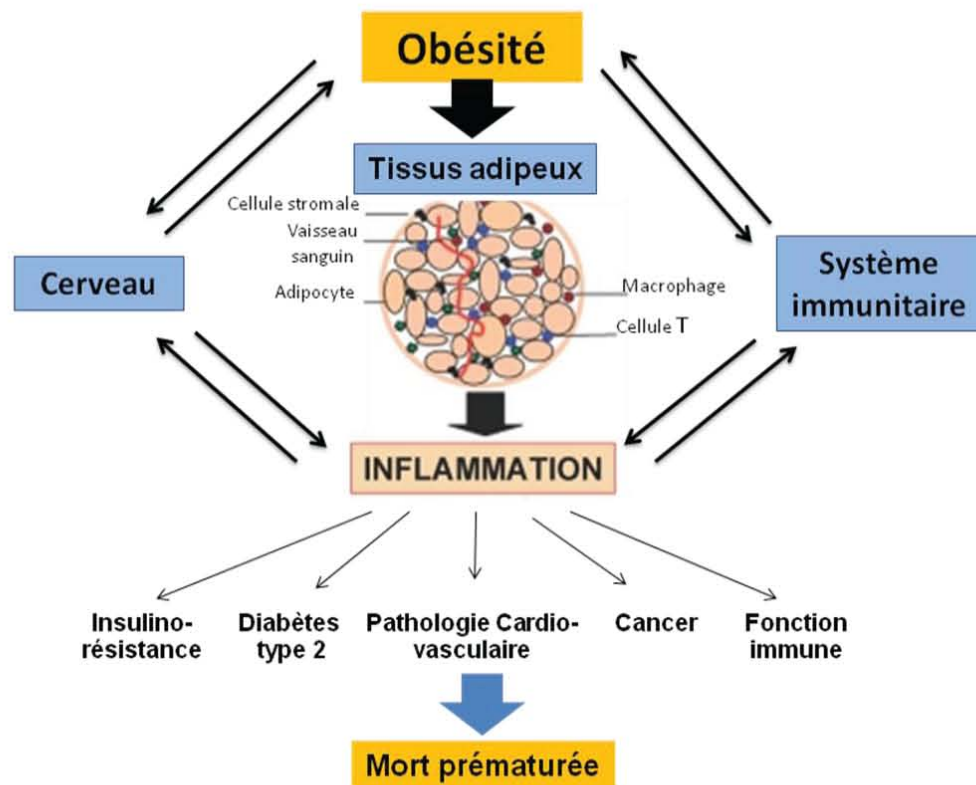 Obésité
Tissus adipeux
Cellule stromale
Vaisseau
sanguin
Adipocyte
Macrophage
Cellule T
Cerveau
Système
immunitaire
INFLAMMATION
Insulino-
résistance
Diabètes
type 2
Pathologie Cardio-
vasculaire
Cancer
Fonction
immune
Mort prématurée